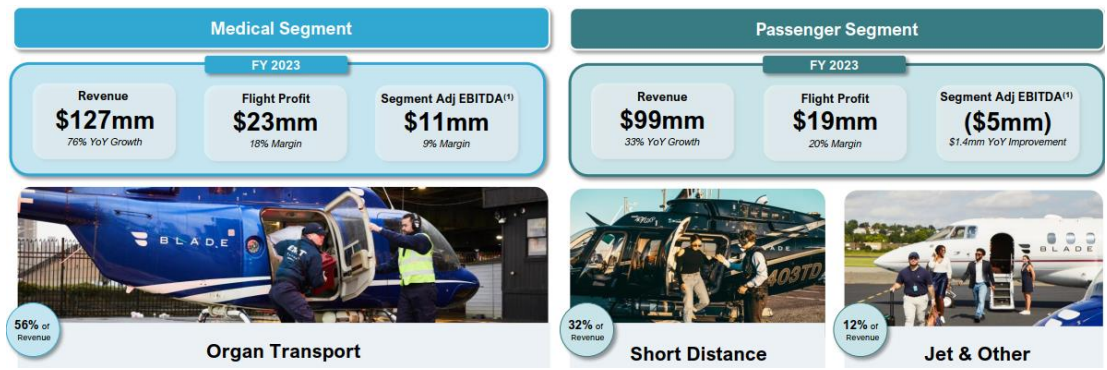 Medical Segment
FY 2023
Revenue
$127mm
76% YoY Growth
Flight Profit
$23mm
18% Margin
Segment Adj EBITDA(1)
$11mm
9% Margin
Passenger Segment
FY 2023
Revenue
$99mm
33% YoY Growth
Flight Profit
$19mm
20% Margin
Segment Adj EBITDA(1)
($5mm)
$1.4mm YoY Improvement
BLADE
56% of
Revenue
Organ Transport
BLADE
403TD
32% of
Revenue
Short Distance
BLADE
12% of
Revenue
Jet & Other